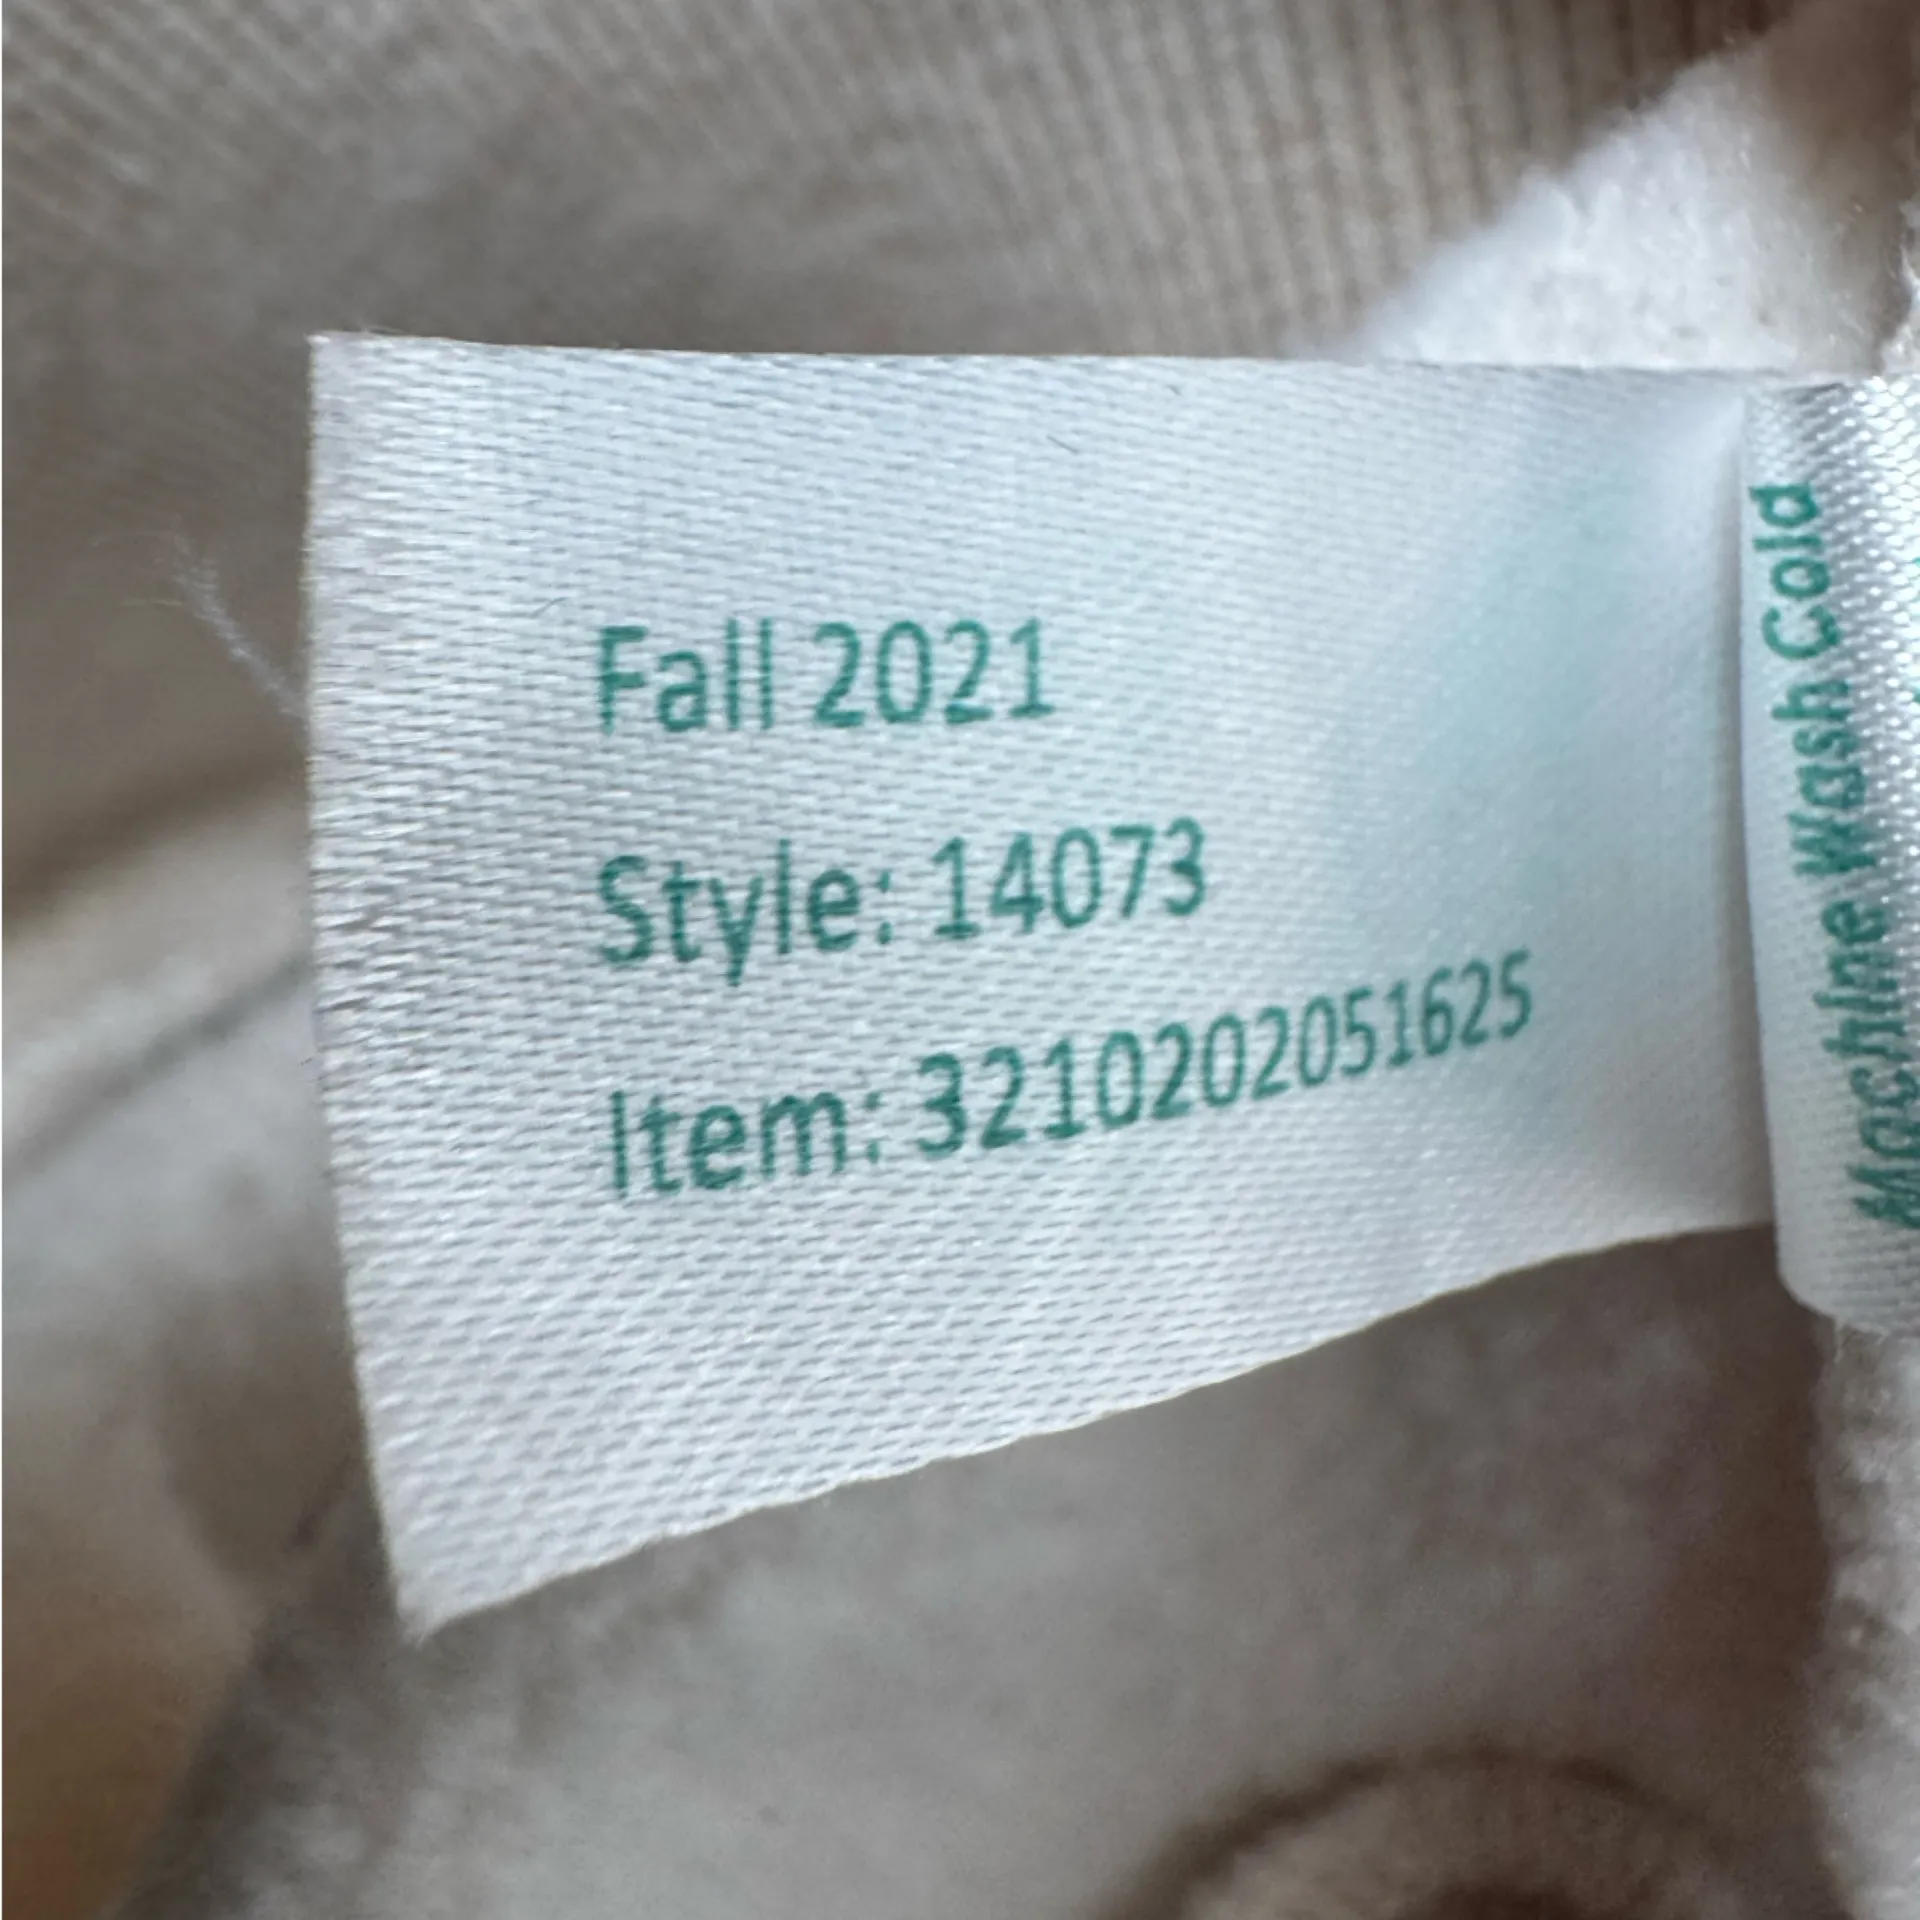 Fall 2021
Style: 14073
Item: 3210202051625
Machine Wash Cold